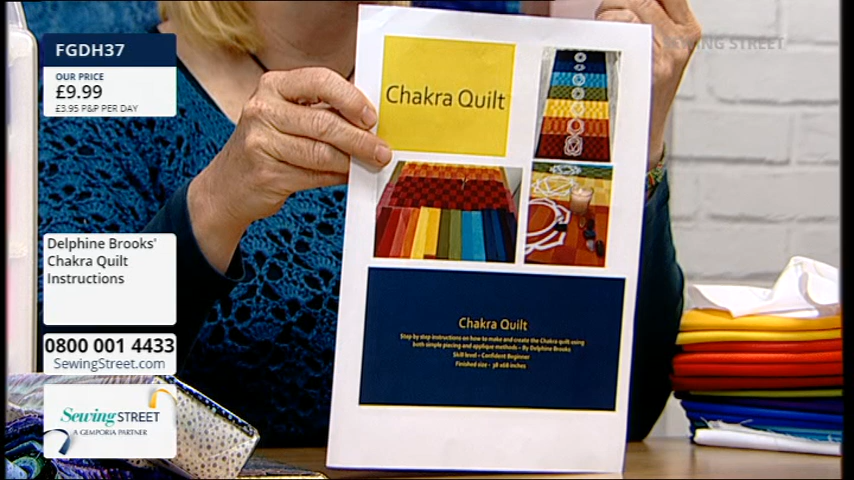 FGDH37
OUR PRICE
£9.99
£3.95 P&P PER DAY
Delphine Brooks'
Chakra Quilt
Instructions
0800 001 4433
SewingStreet.com
Sewing STREET
A GEMPORIA PARTNER
SEWING STREET
Chakra Quilt
Chakra Quilt
Step by step instructions on how to make and create the Chakra quilt using
both simple piecing and applique methods - By Delphine Brooks
Skill level - Confident Beginner
Finished size - 38 x68 inches